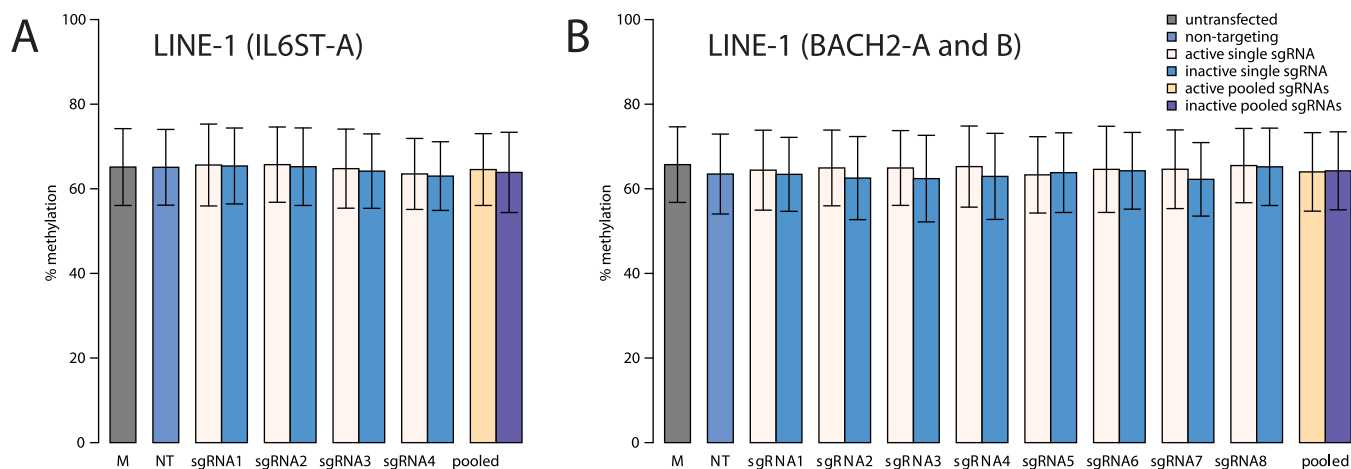 A
LINE-1 (IL6ST-A)
100
80
60
40
20
0
% methylation
M NT sgRNA1 sgRNA2 sgRNA3 sgRNA4 pooled
B
LINE-1 (BACH2-A and B)
untransfected
non-targeting
active single sgRNA
inactive single sgRNA
active pooled sgRNAs
inactive pooled sgRNAs
100
80
60
40
20
0
% methylation
M NT sgRNA1 sgRNA2 sgRNA3 sgRNA4 sgRNA5 sgRNA6 sgRNA7 sgRNA8 pooled